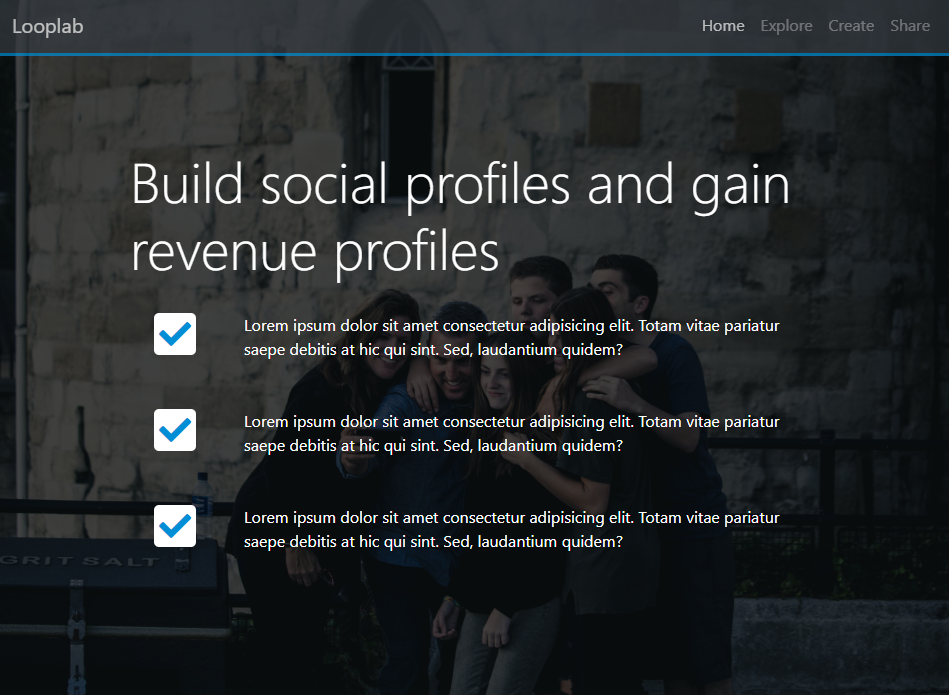 Looplab
Home Explore Create Share
Build social profiles and gain
revenue profiles
Lorem ipsum dolor sit amet consectetur adipisicing elit. Totam vitae pariatur
saepe debitis at hic qui sint. Sed, laudantium quidem?
Lorem ipsum dolor sit amet consectetur adipisicing elit. Totam vitae pariatur
saepe debitis at hic qui sint. Sed, laudantium quidem?
Lorem ipsum dolor sit amet consectetur adipisicing elit. Totam vitae pariatur
saepe debitis at hic qui sint. Sed, laudantium quidem?
GRIT SALT